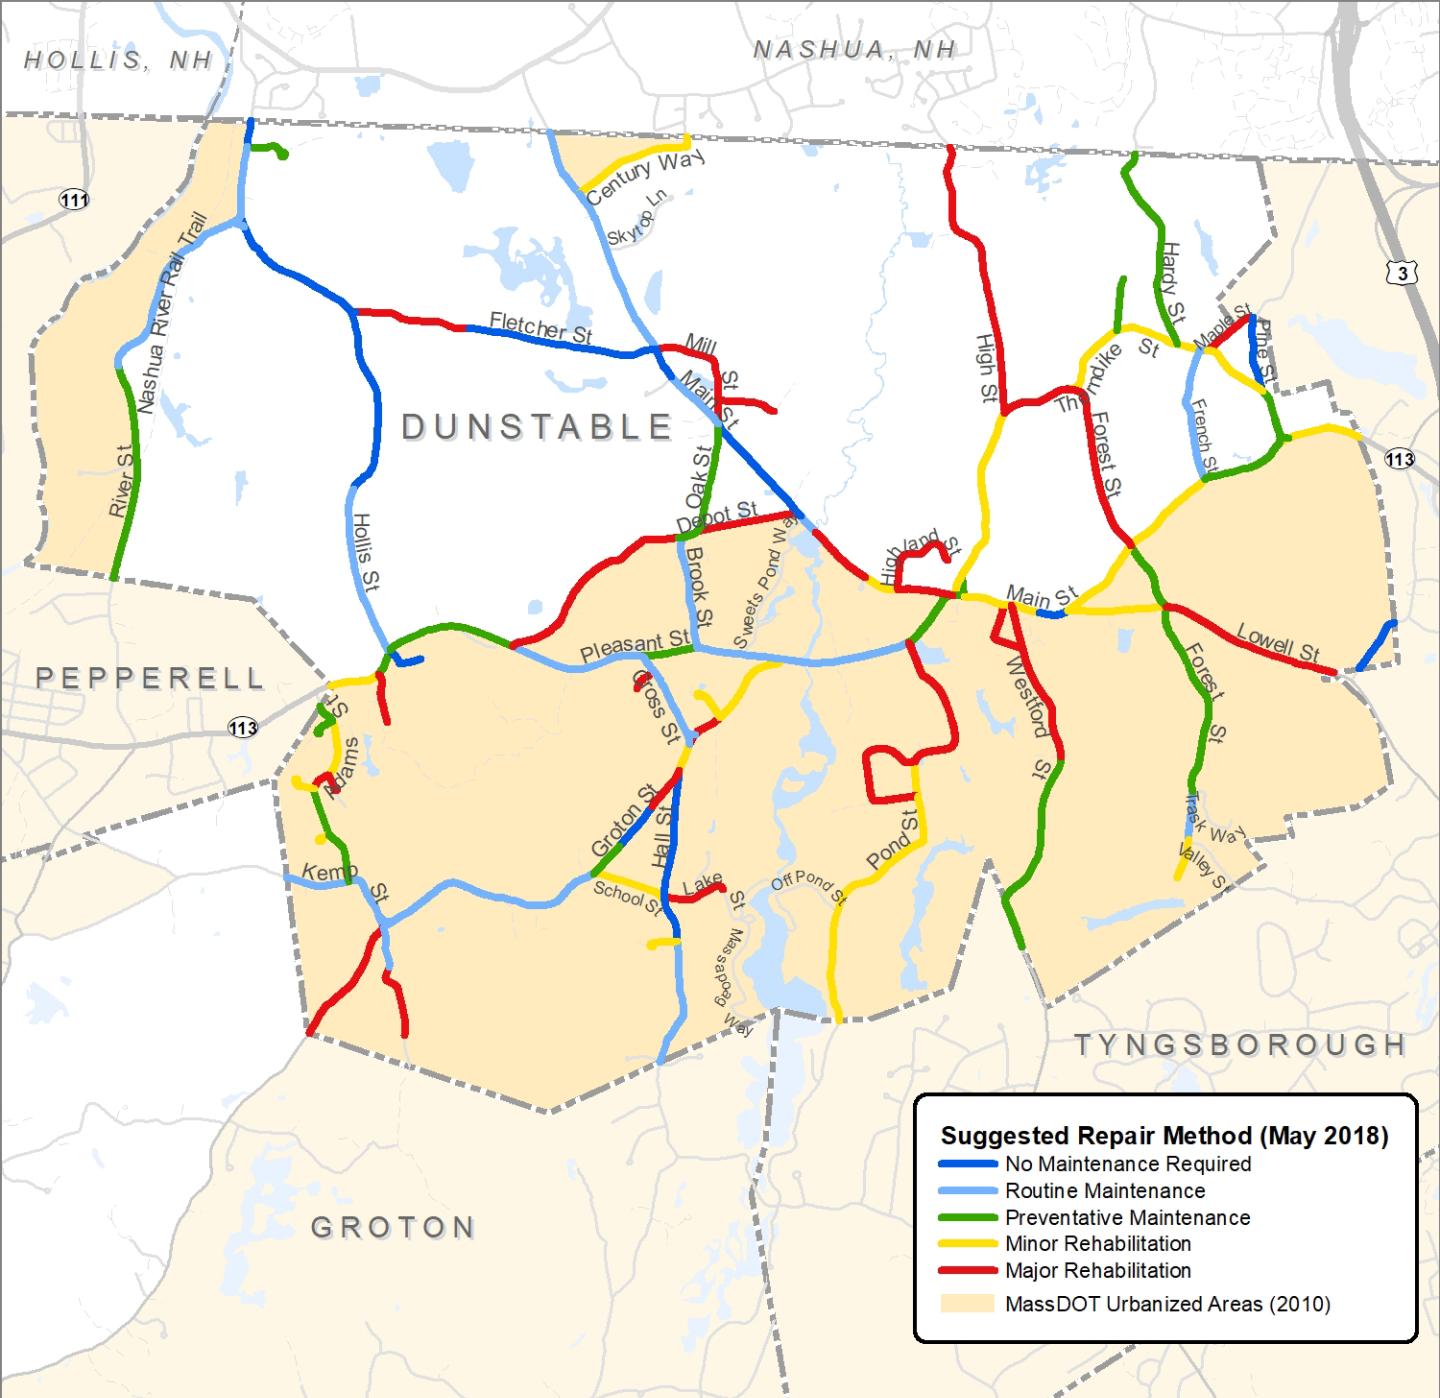 HOLLIS, NH
NASHUA, NH
111
Century Way
Skytop Ln
3
Nashua River Rail Trail
Hardy St
Maple St
Pine St
Fletcher St
Mill St
High St
Thorndike St
Main St
DUNSTABLE
French St
Forest St
113
River St
Oak St
Depot St
Hollis St
Brook St
Sweets Pond Way
Highland St
Main St
Pleasant St
Lowell St
PEPPERELL
Cross St
Westford St
Forest St
113
Adams St
Groton St
Hall St
Pond St
Trask Way
Valley St
Kemp St
School St
Lake St
Off Pond St
Massapoag Way
TYNGSBOROUGH
GROTON
Suggested Repair Method (May 2018)
No Maintenance Required
Routine Maintenance
Preventative Maintenance
Minor Rehabilitation
Major Rehabilitation
MassDOT Urbanized Areas (2010)